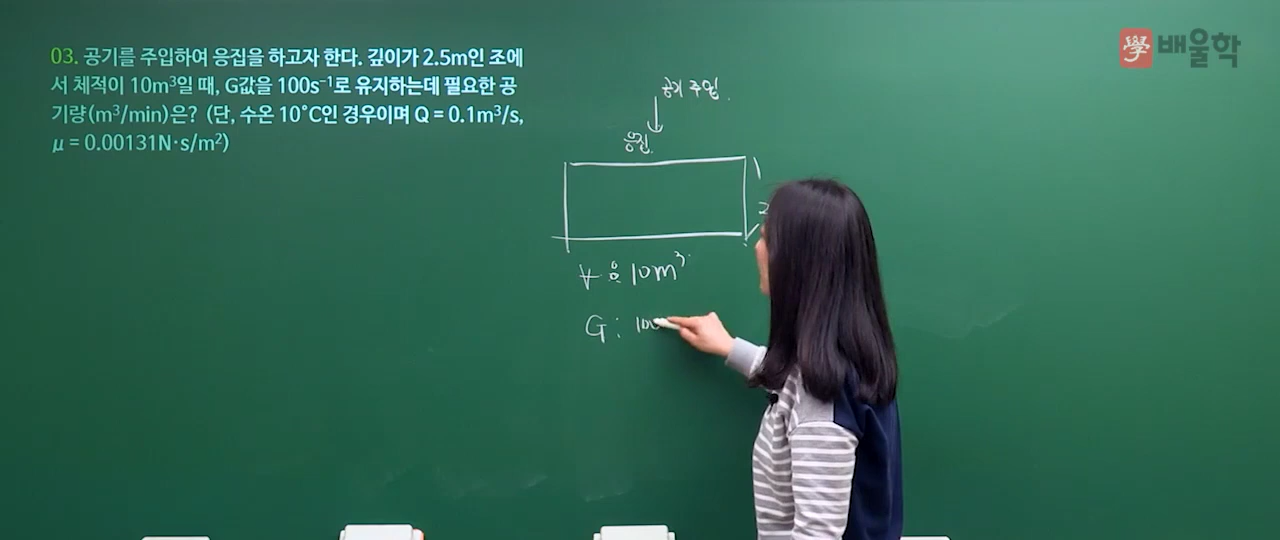 03. 공기를 주입하여 응집을 하고자 한다. 깊이가 2.5m인 조에
서 체적이 10m³일 때, G값을 100s⁻¹로 유지하는데 필요한 공
기량(m³/min)은? (단, 수온 10°C인 경우이며 Q = 0.1m³/s,
μ = 0.00131N·s/m²)
學 배울학
공기 주입.
응집.
2
V : 10m³
G : 100